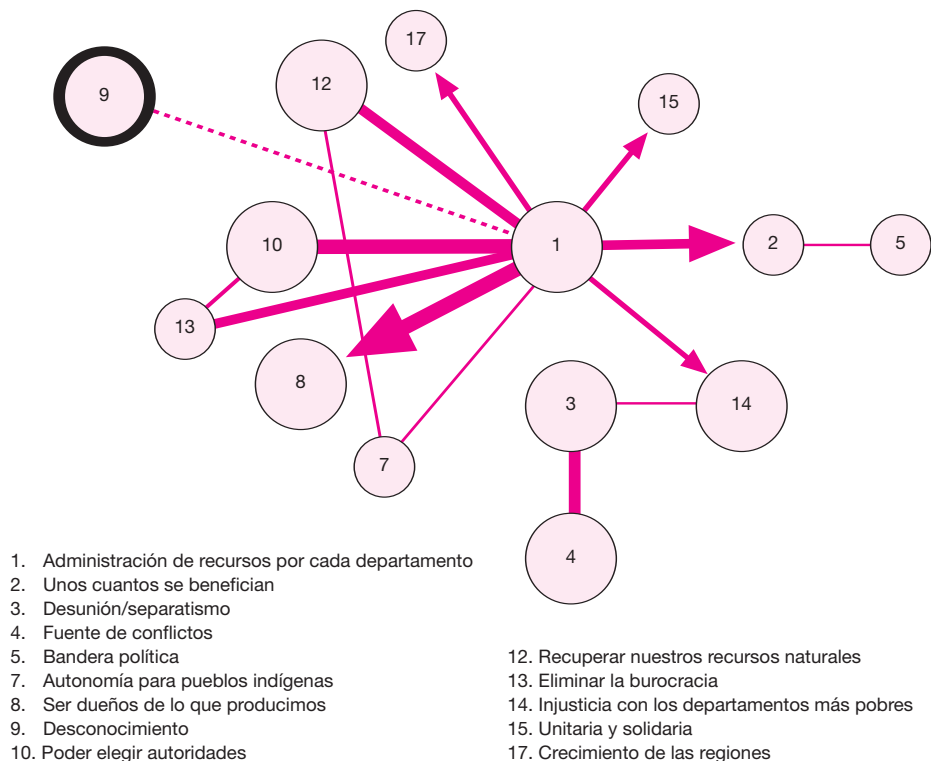 17
12
9
15
10
1
2
5
13
8
3
14
7
4
1. Administración de recursos por cada departamento
2. Unos cuantos se benefician
3. Desunión/separatismo
4. Fuente de conflictos
5. Bandera política
7. Autonomía para pueblos indígenas
8. Ser dueños de lo que producimos
9. Desconocimiento
10. Poder elegir autoridades
12. Recuperar nuestros recursos naturales
13. Eliminar la burocracia
14. Injusticia con los departamentos más pobres
15. Unitaria y solidaria
17. Crecimiento de las regiones